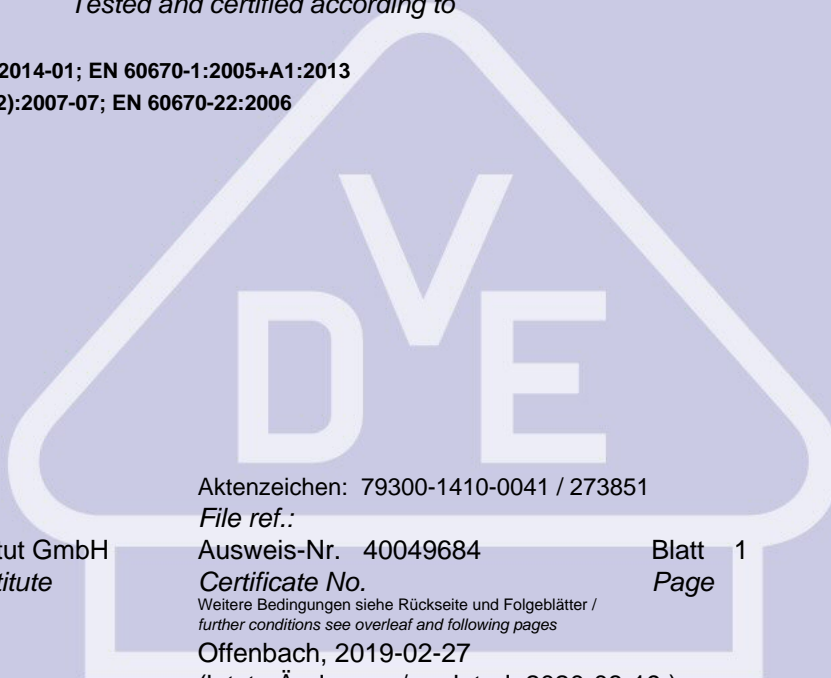 Tested and certified according to
2014-01; EN 60670-1:2005+A1:2013
2):2007-07; EN 60670-22:2006
VDE
Aktenzeichen: 79300-1410-0041 / 273851
File ref.:
tut GmbH Ausweis-Nr. 40049684 Blatt 1
titute Certificate No. Page
Weitere Bedingungen siehe Rückseite und Folgeblätter /
further conditions see overleaf and following pages
Offenbach, 2019-02-27